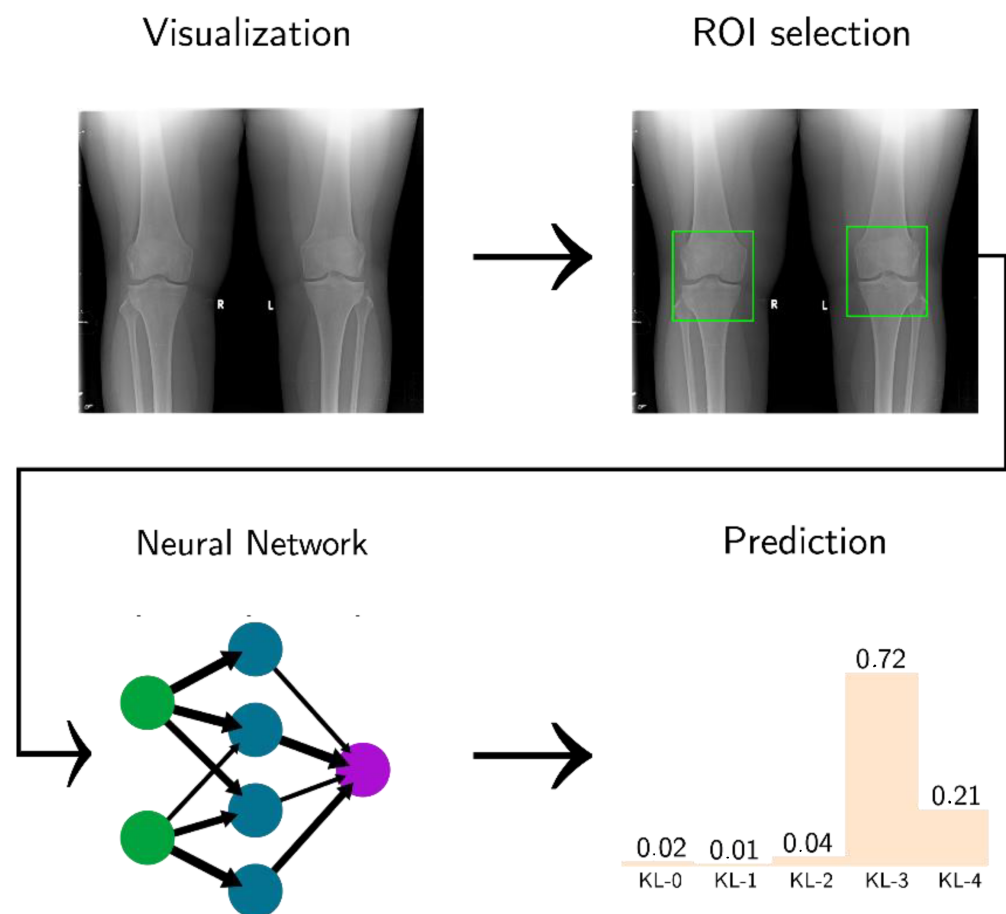 Visualization
ROI selection
R L
R L
Neural Network
Prediction
0.72
0.21
0.02 0.01 0.04
KL-0 KL-1 KL-2 KL-3 KL-4